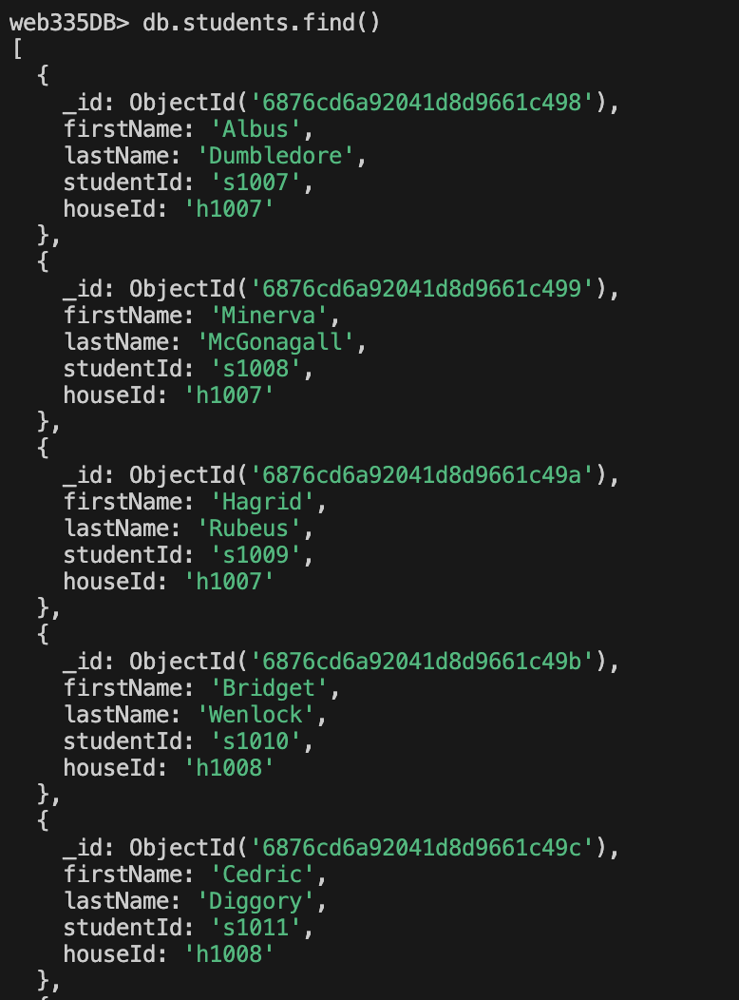 web335DB> db.students.find()
[
  {
    _id: ObjectId('6876cd6a92041d8d9661c498'),
    firstName: 'Albus',
    lastName: 'Dumbledore',
    studentId: 's1007',
    houseId: 'h1007'
  },
  {
    _id: ObjectId('6876cd6a92041d8d9661c499'),
    firstName: 'Minerva',
    lastName: 'McGonagall',
    studentId: 's1008',
    houseId: 'h1007'
  },
  {
    _id: ObjectId('6876cd6a92041d8d9661c49a'),
    firstName: 'Hagrid',
    lastName: 'Rubeus',
    studentId: 's1009',
    houseId: 'h1007'
  },
  {
    _id: ObjectId('6876cd6a92041d8d9661c49b'),
    firstName: 'Bridget',
    lastName: 'Wenlock',
    studentId: 's1010',
    houseId: 'h1008'
  },
  {
    _id: ObjectId('6876cd6a92041d8d9661c49c'),
    firstName: 'Cedric',
    lastName: 'Diggory',
    studentId: 's1011',
    houseId: 'h1008'
  },